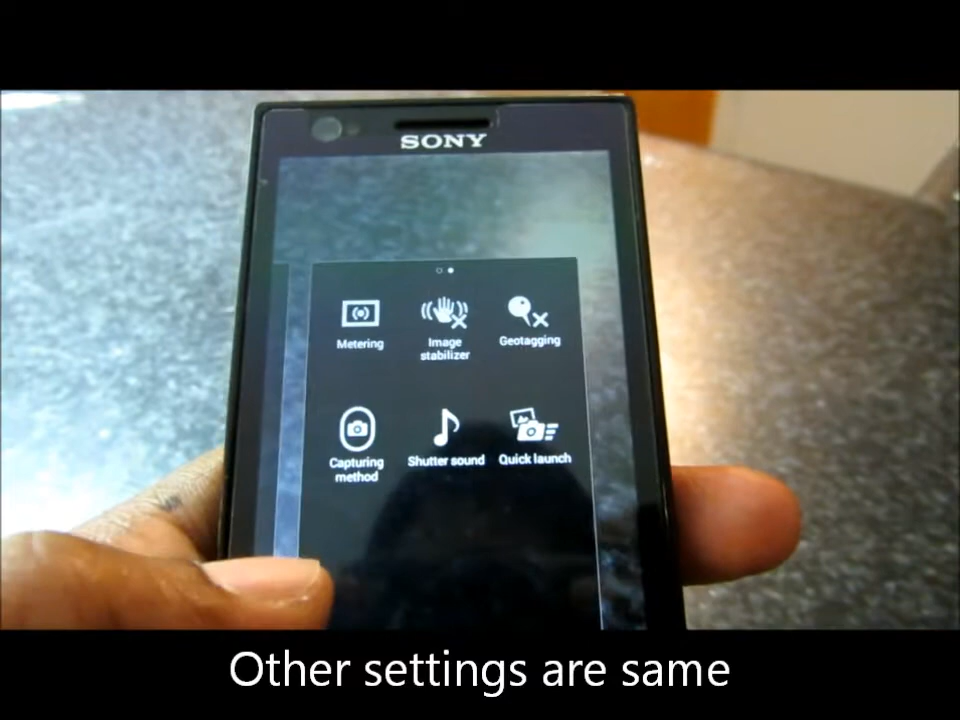 SONY
Metering
Image
stabilizer
Geotagging
Capturing
method
Shutter sound
Quick launch
Other settings are same